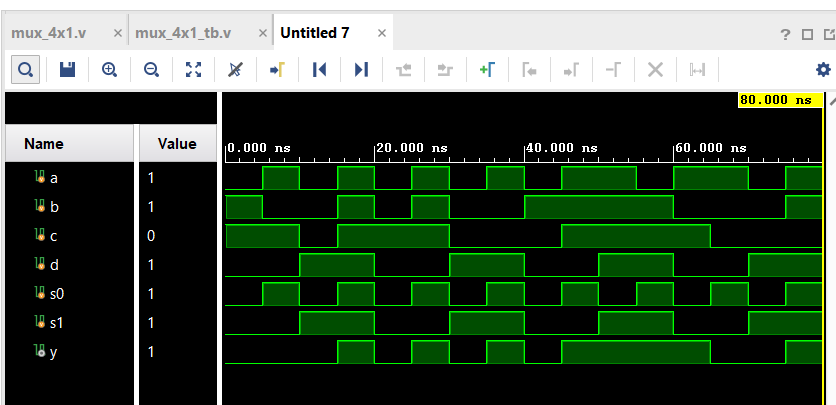 mux_4x1.v × mux_4x1_tb.v × Untitled 7 × ?
80.000 ns
Name Value
0.000 ns 20.000 ns 40.000 ns 60.000 ns
a 1
b 1
c 0
d 1
s0 1
s1 1
y 1